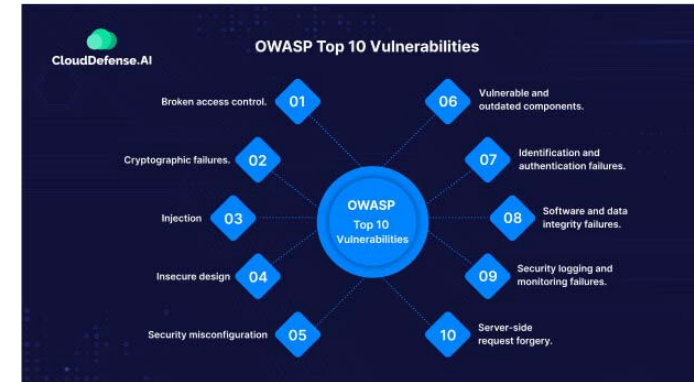 CloudDefense.AI
OWASP Top 10 Vulnerabilities
Broken access control.
01
Cryptographic failures.
02
Injection
03
Insecure design
04
Security misconfiguration
05
OWASP
Top 10
Vulnerabilities
06
Vulnerable and
outdated components.
07
Identification and
authentication failures.
08
Software and data
integrity failures.
09
Security logging and
monitoring failures.
10
Server-side
request forgery.